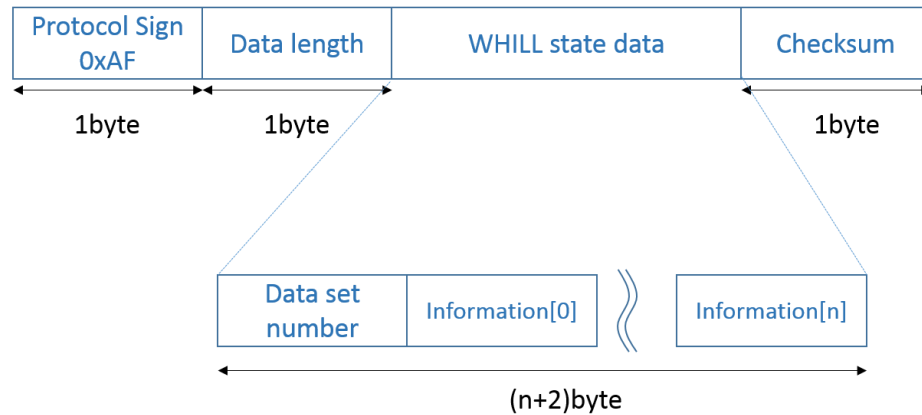 Protocol Sign
0xAF
Data length
WHILL state data
Checksum
1byte
1byte
1byte
Data set
number
Information[0]
Information[n]
(n+2)byte